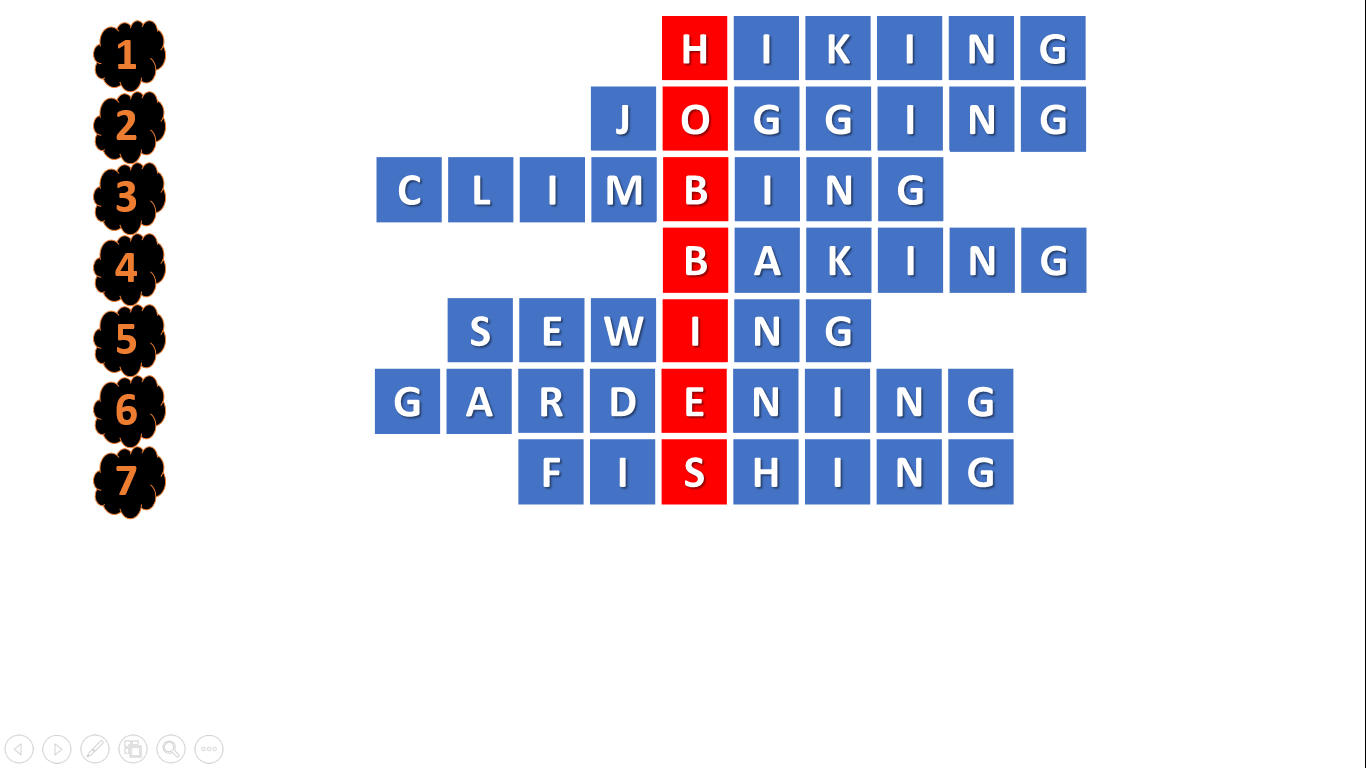 1 HIKING
2 JOGGING
3 CLIMBING
4 BAKING
5 SEWING
6 GARDENING
7 FISHING